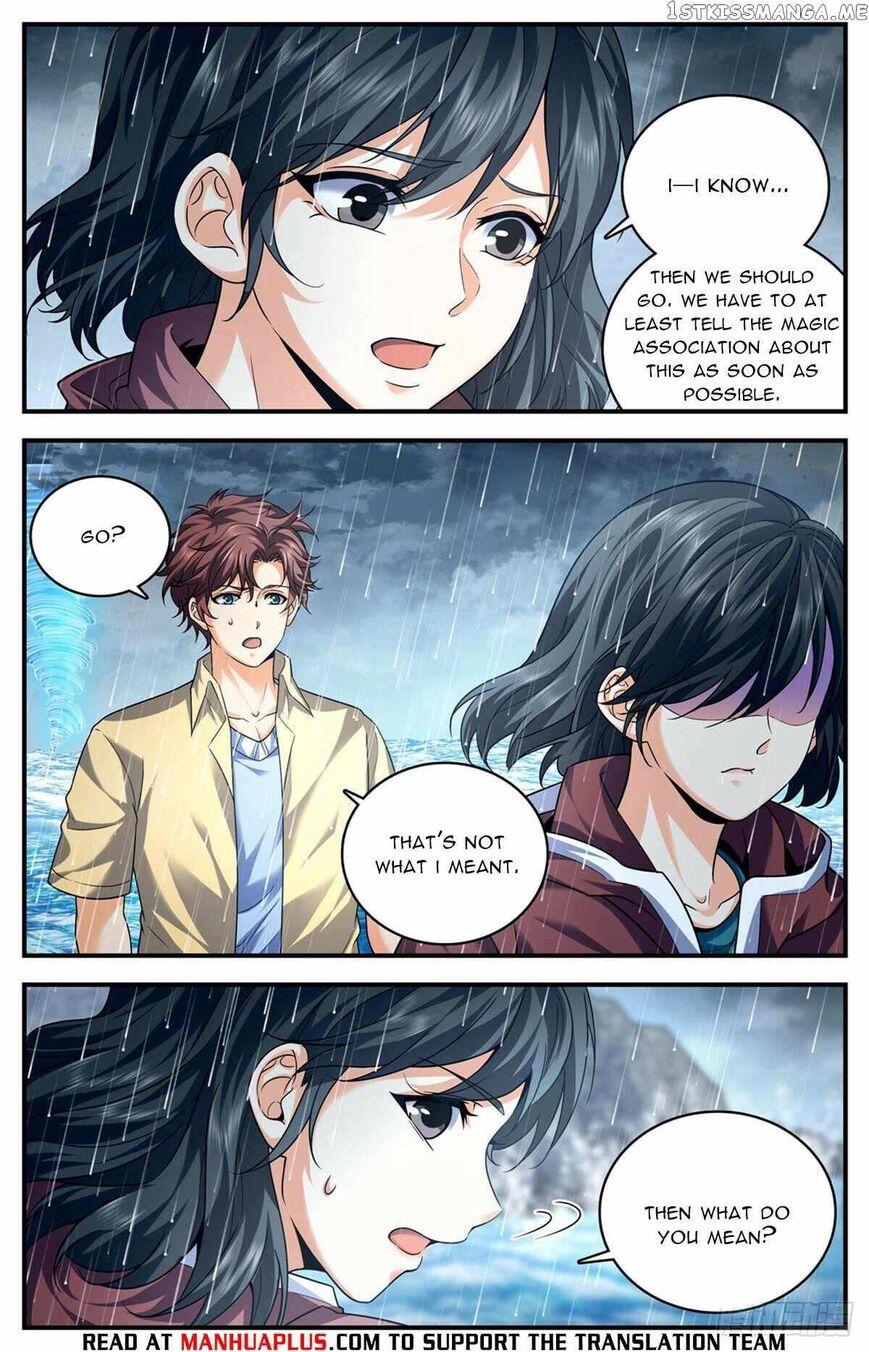 1STKISSMANGA.ME
I—I KNOW...
THEN WE SHOULD
GO. WE HAVE TO AT
LEAST TELL THE MAGIC
ASSOCIATION ABOUT
THIS AS SOON AS
POSSIBLE.
GO?
THAT'S NOT
WHAT I MEANT.
THEN WHAT DO
YOU MEAN?
READ AT MANHUAPLUS.COM TO SUPPORT THE TRANSLATION TEAM